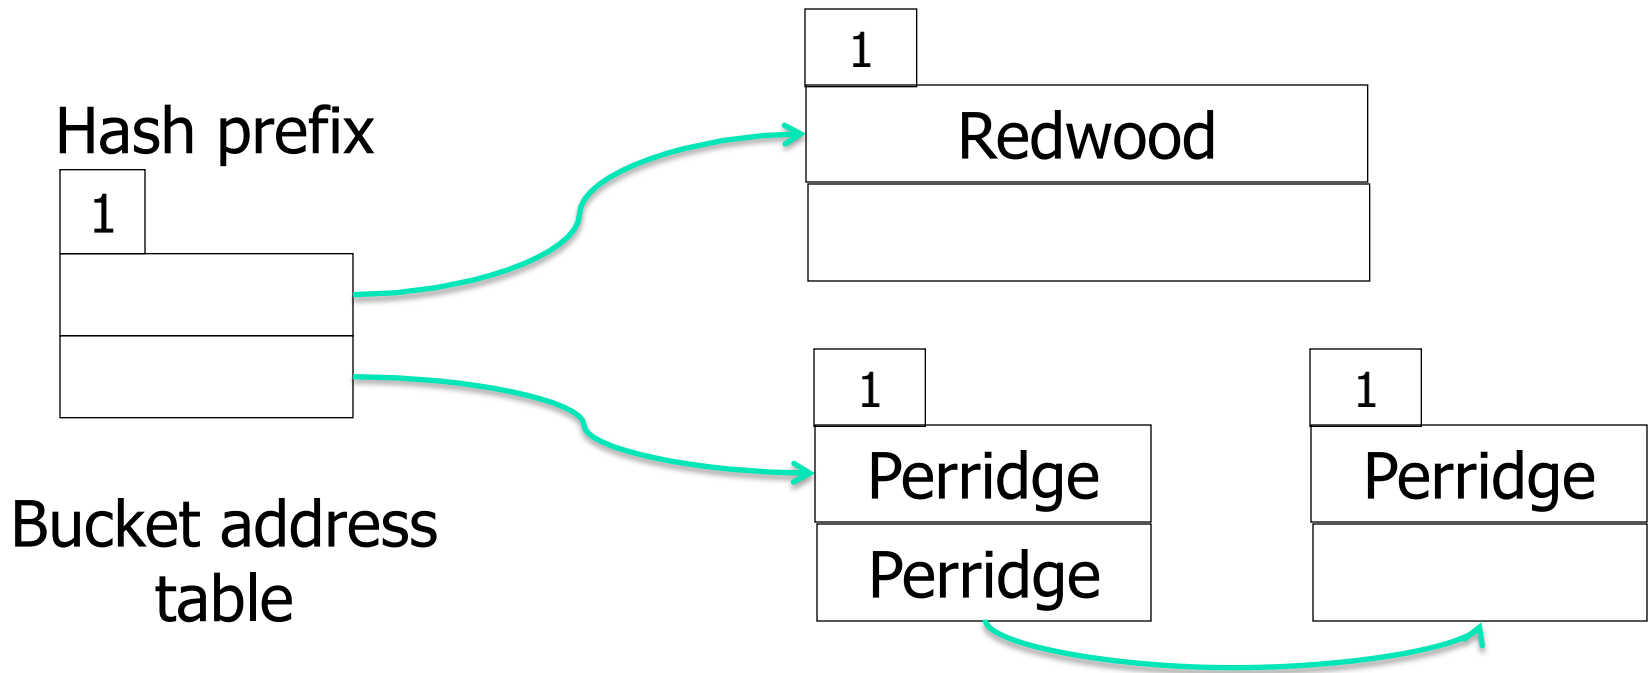 1
Hash prefix
Redwood
1
1
1
Perridge
Perridge
Perridge
Bucket address
table